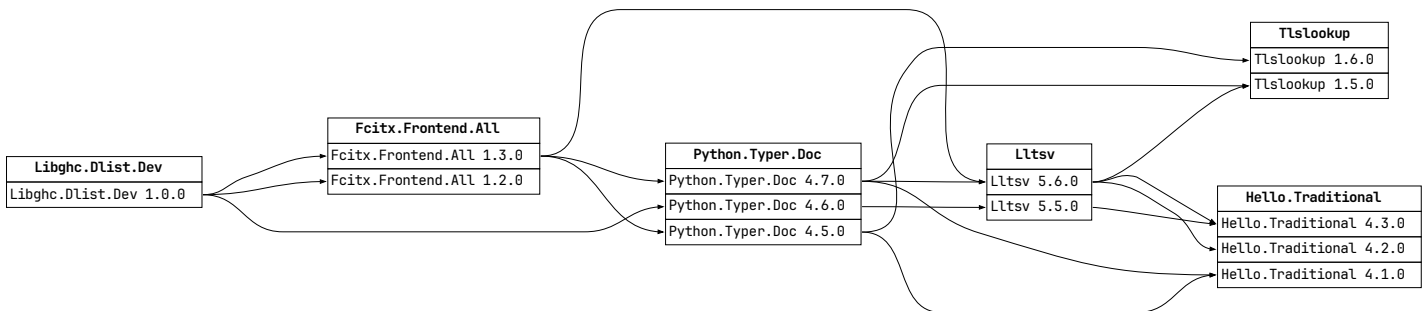 Libghc.Dlist.Dev
Libghc.Dlist.Dev 1.0.0
Fcitx.Frontend.All
Fcitx.Frontend.All 1.3.0
Fcitx.Frontend.All 1.2.0
Python.Typer.Doc
Python.Typer.Doc 4.7.0
Python.Typer.Doc 4.6.0
Python.Typer.Doc 4.5.0
Lltsv
Lltsv 5.6.0
Lltsv 5.5.0
Tlslookup
Tlslookup 1.6.0
Tlslookup 1.5.0
Hello.Traditional
Hello.Traditional 4.3.0
Hello.Traditional 4.2.0
Hello.Traditional 4.1.0